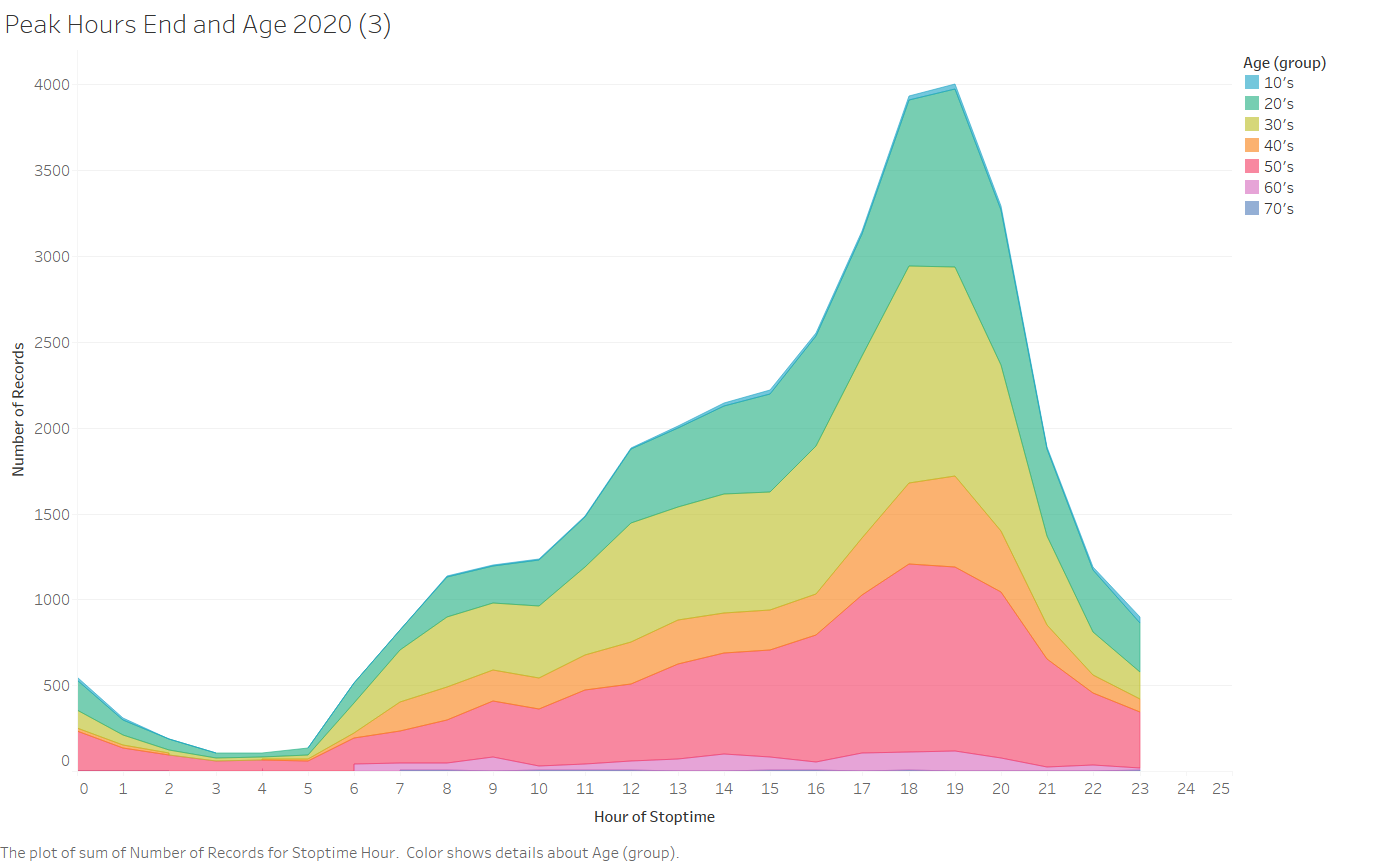 Peak Hours End and Age 2020 (3)
Age (group)
10's
20's
30's
40's
50's
60's
70's
4000
3500
3000
2500
2000
1500
1000
500
0
Number of Records
0 1 2 3 4 5 6 7 8 9 10 11 12 13 14 15 16 17 18 19 20 21 22 23 24 25
Hour of Stoptime
The plot of sum of Number of Records for Stoptime Hour. Color shows details about Age (group).